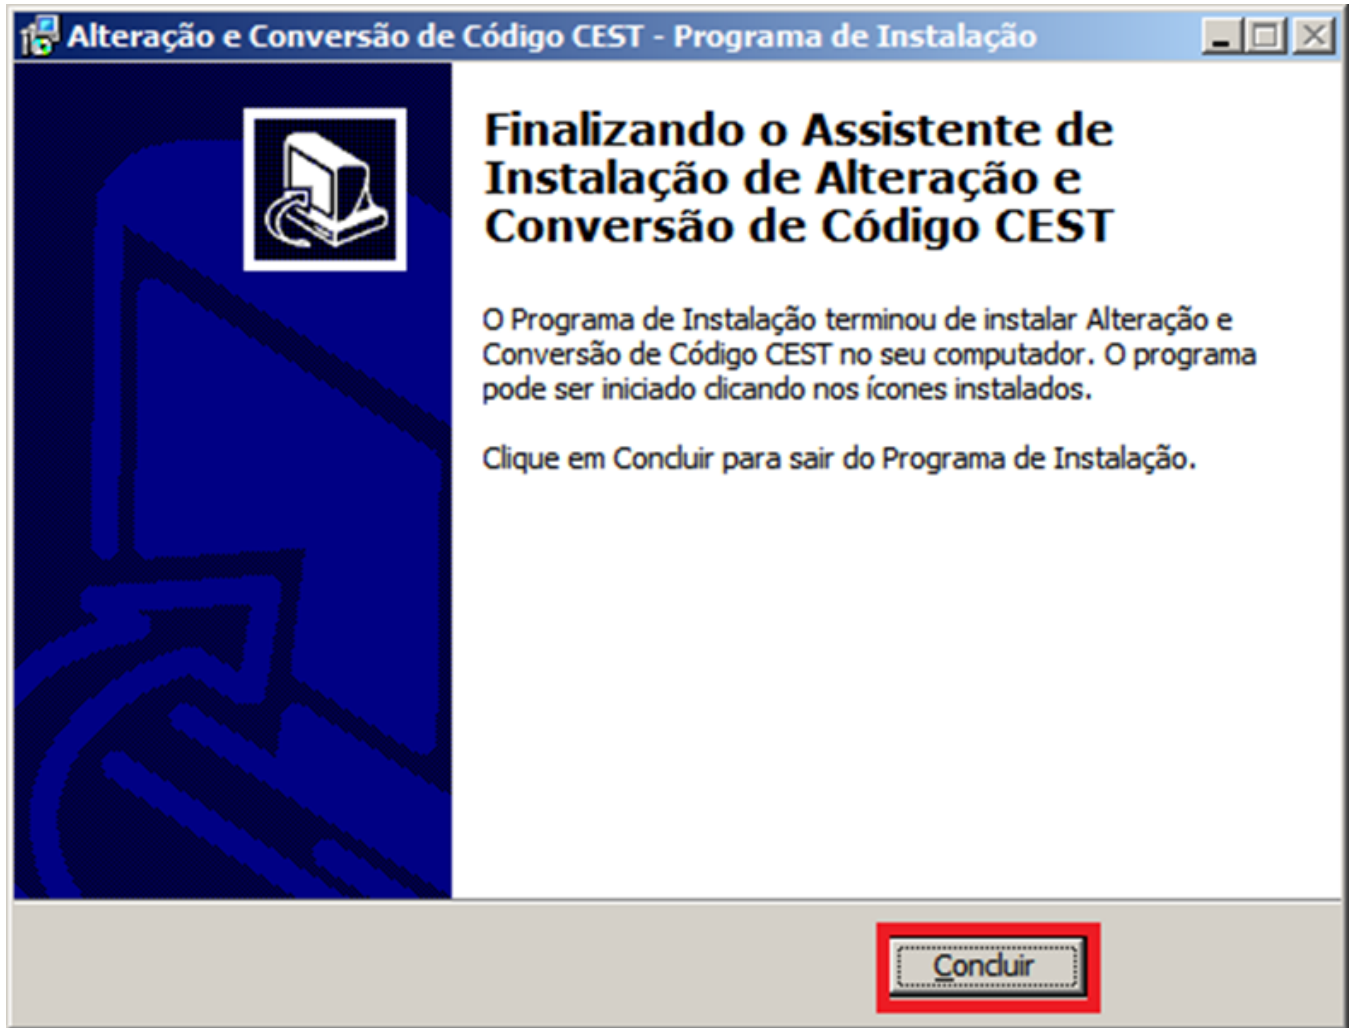 Alteração e Conversão de Código CEST - Programa de Instalação
Finalizando o Assistente de
Instalação de Alteração e
Conversão de Código CEST
O Programa de Instalação terminou de instalar Alteração e
Conversão de Código CEST no seu computador. O programa
pode ser iniciado clicando nos ícones instalados.
Clique em Concluir para sair do Programa de Instalação.
Concluir